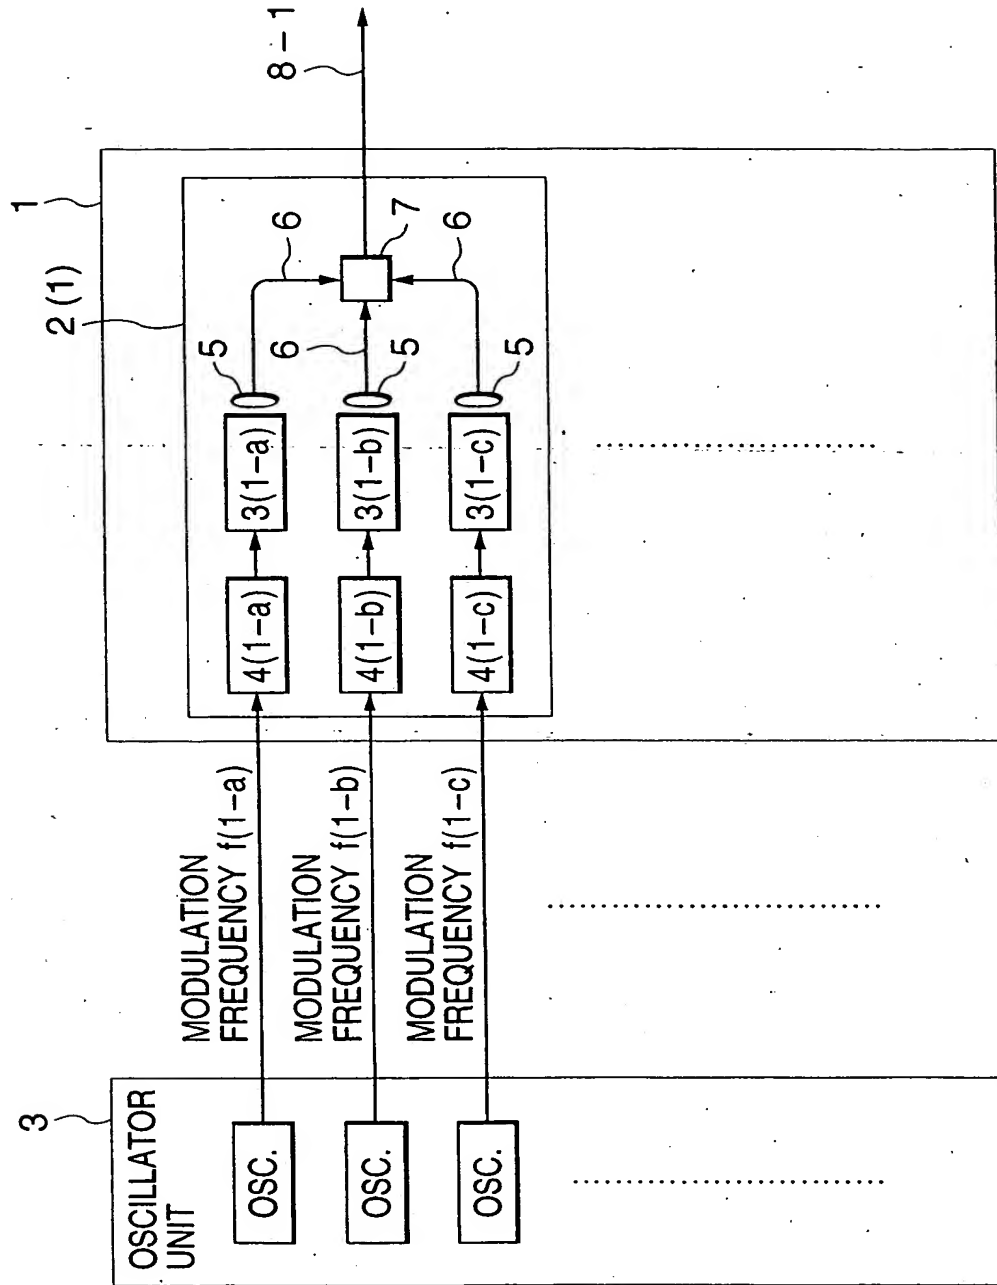 OSCILLATOR
UNIT
3
OSC.
OSC.
OSC.
MODULATION
FREQUENCY f(1-a)
MODULATION
FREQUENCY f(1-b)
MODULATION
FREQUENCY f(1-c)
1
2(1)
4(1-a)
3(1-a)
5
6
4(1-b)
3(1-b)
5
6
7
4(1-c)
3(1-c)
5
6
8-1